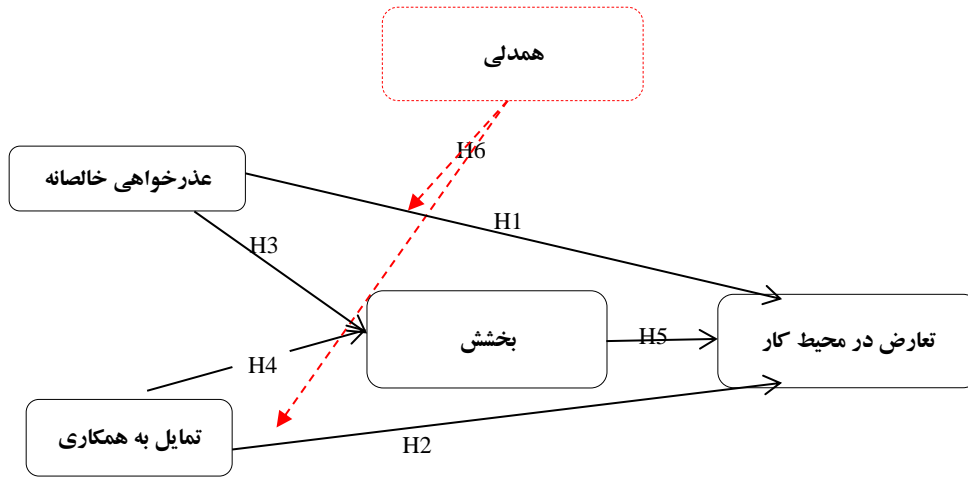 همدلی
H6
عذرخواهی خالصانه
H1
H3
بخشش
H5
تعارض در محیط کار
H4
تمایل به همکاری
H2